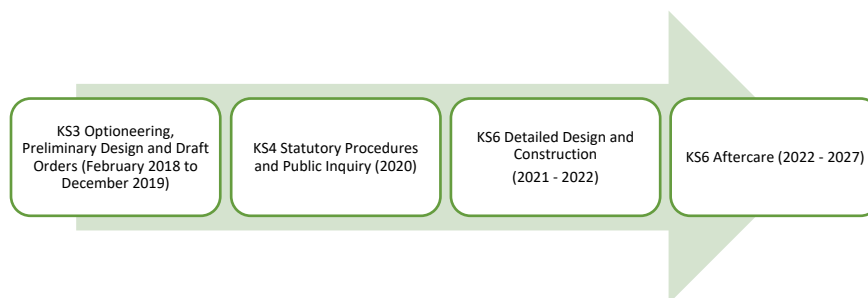 KS3 Optioneering,
Preliminary Design and Draft
Orders (February 2018 to
December 2019)
KS4 Statutory Procedures
and Public Inquiry (2020)
KS6 Detailed Design and
Construction
(2021 - 2022)
KS6 Aftercare (2022 - 2027)